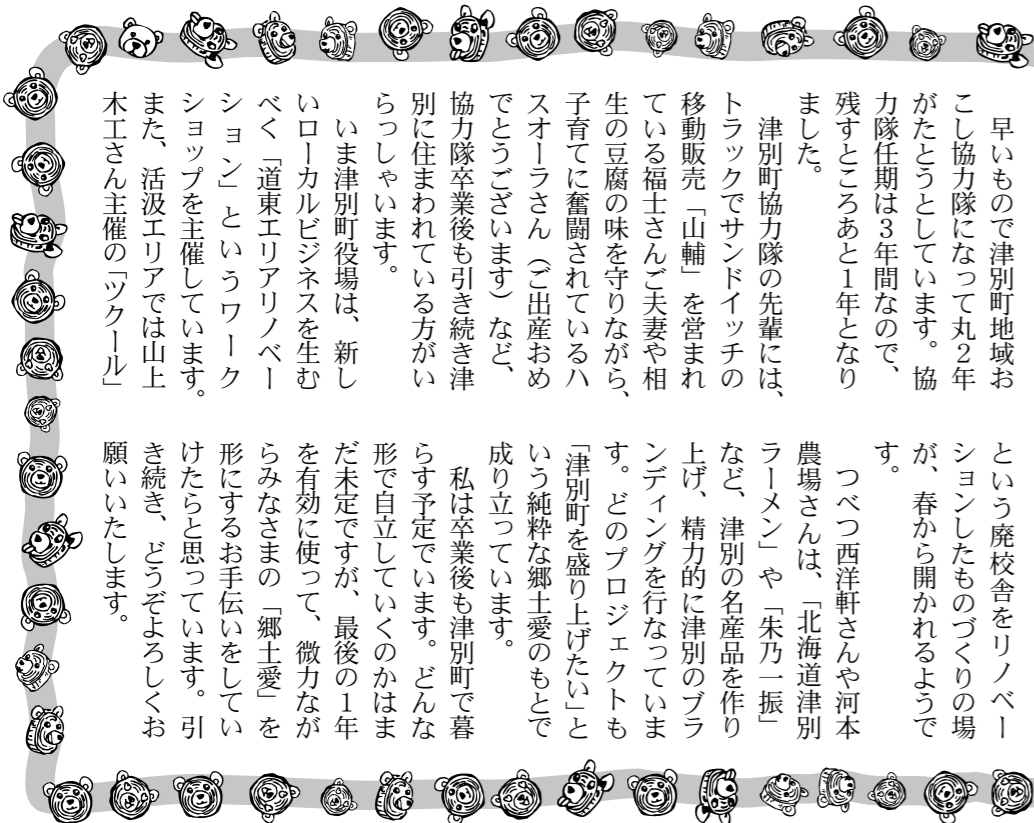 早いもので津別町地域お
こし協力隊になって丸２年
がたとうとしています。協
力隊任期は３年間なので、
残すところあと１年となり
ました。
津別町協力隊の先輩には、
トラックでサンドイッチの
移動販売「山輔」を営まれ
ている福士さんご夫妻や相
生の豆腐の味を守りながら、
子育てに奮闘されているハ
スオーラさん（ご出産おめ
でとうございます）など、
協力隊卒業後も引き続き津
別に住まわれている方がい
らっしゃいます。
いま津別町役場は、新し
いローカルビジネスを生む
べく「道東エリアリノベー
ション」というワーク
ショップを主催しています。
また、活汲エリアでは山上
木工さん主催の「ツクール」
という廃校舎をリノベー
ションしたものづくりの場
が、春から開かれるようで
す。
つべつ西洋軒さんや河本
農場さんは、「北海道津別
ラーメン」や「朱乃一振」
など、津別の名産品を作り
上げ、精力的に津別のブラ
ンディングを行なっていま
す。どのプロジェクトも
「津別町を盛り上げたい」と
いう純粋な郷土愛のもとで
成り立っています。
私は卒業後も津別町で暮
らす予定でいます。どんな
形で自立していくのかはま
だ未定ですが、最後の１年
を有効に使って、微力なが
らみなさまの「郷土愛」を
形にするお手伝いをしてい
けたらと思っています。引
き続き、どうぞよろしくお
願いいたします。